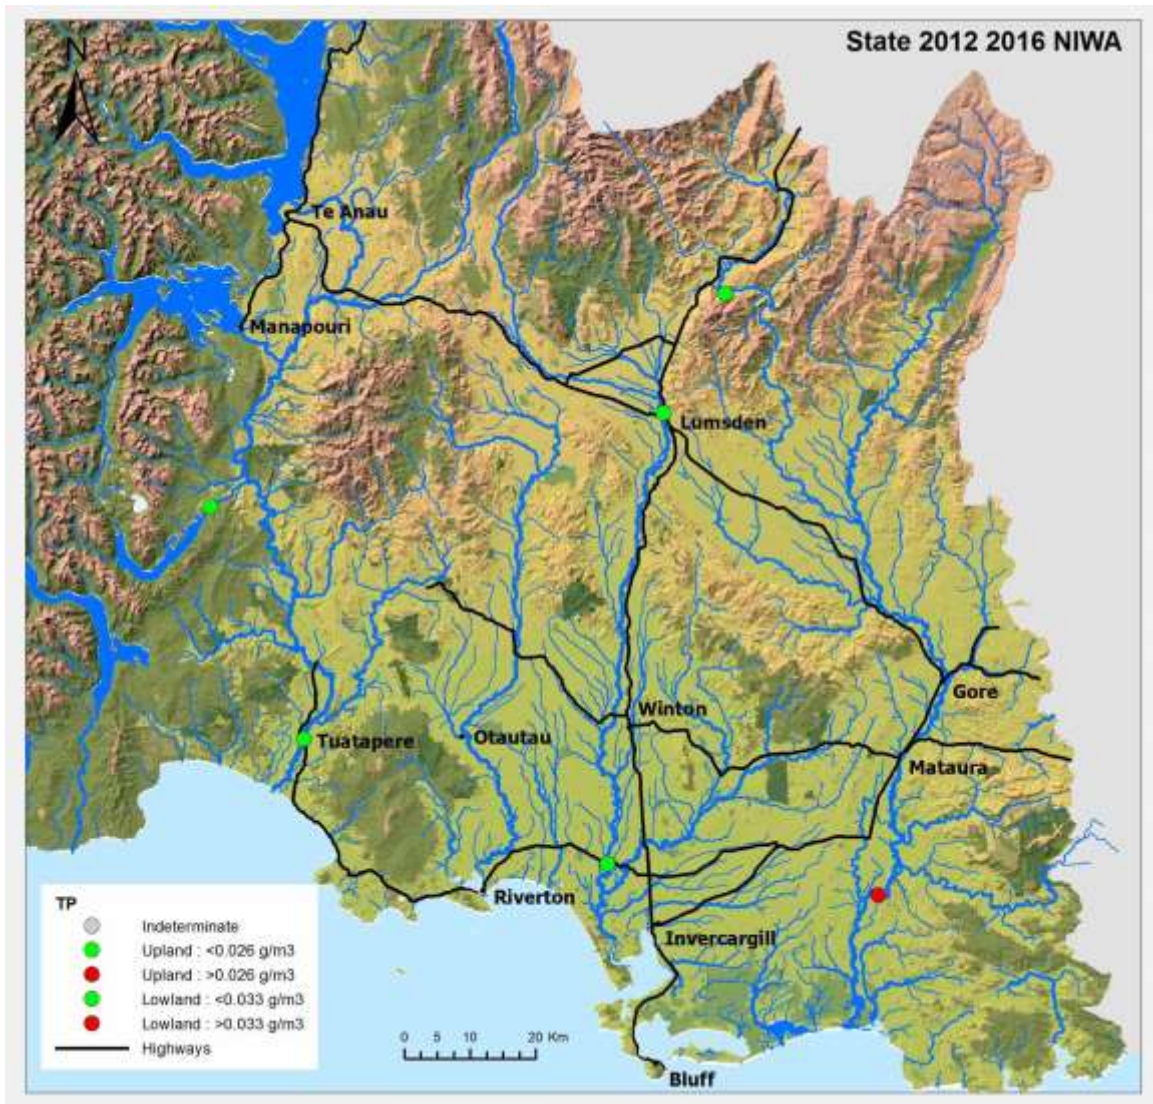 State 2012 2016 NIWA
N
Te Anau
Manapouri
Lumsden
Gore
Winton
Tuatapere
Otautau
Mataura
Riverton
Invercargill
Bluff
TP
Indeterminate
Upland : <0.026 g/m3
Upland : >0.026 g/m3
Lowland : <0.033 g/m3
Lowland : >0.033 g/m3
Highways
0 5 10 20 Km